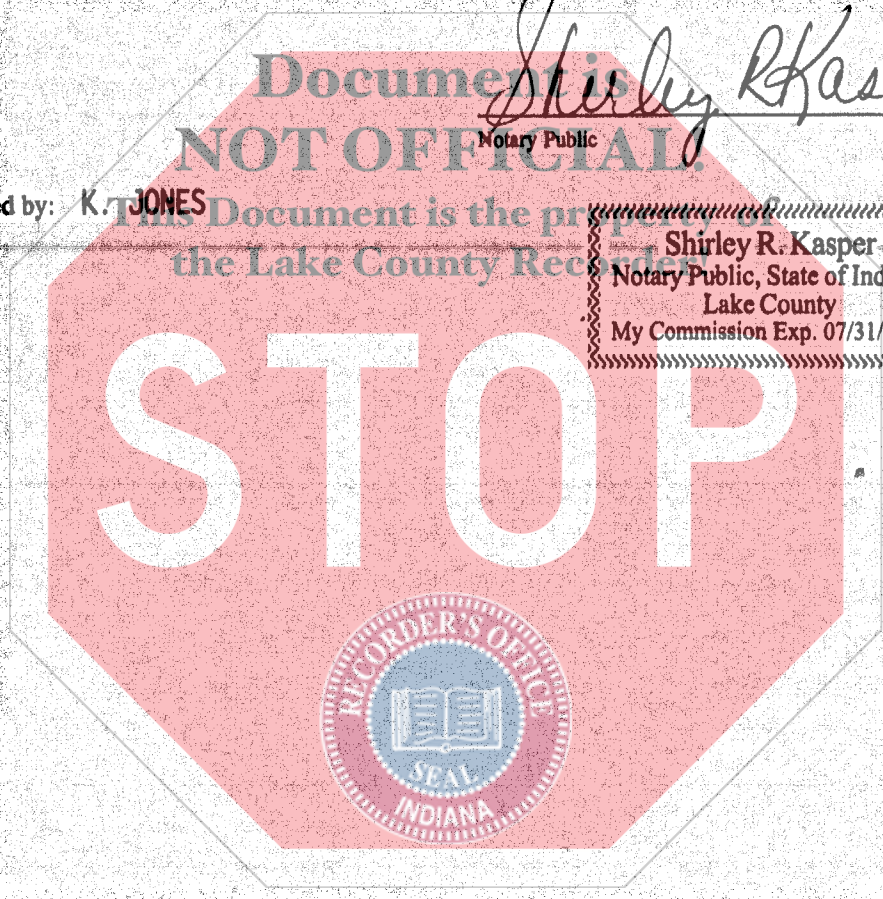 Document is
Shirley R Kas
NOT OFFICIAL!
Notary Public
d by: K. JONES
This Document is the property of
the Lake County Recorder!
Shirley R. Kasper
Notary Public, State of Ind
Lake County
My Commission Exp. 07/31/
STOP
RECORDER'S OFFICE
SEAL
INDIANA